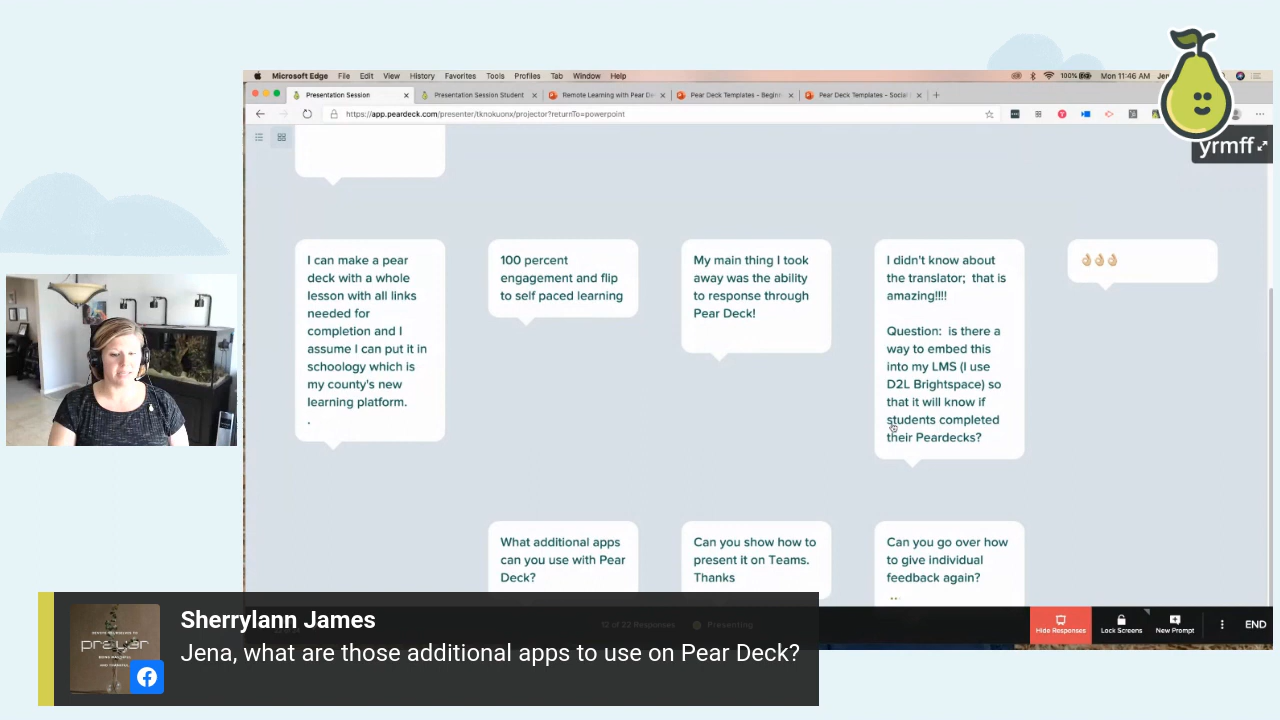 Microsoft Edge File Edit View History Favorites Tools Profiles Tab Window Help
100% Mon 11:46 AM
Presentation Session
Presentation Session Student
Remote Learning with Pear De
Pear Deck Templates - Beginn
Pear Deck Templates - Social
https://app.peardeck.com/presenter/tknokuonx/projector?returnTo=powerpoint
yrmff
I can make a pear
deck with a whole
lesson with all links
needed for
completion and I
assume I can put it in
schoology which is
my county's new
learning platform.
.
100 percent
engagement and flip
to self paced learning
My main thing I took
away was the ability
to response through
Pear Deck!
I didn't know about
the translator; that is
amazing!!!!
Question: is there a
way to embed this
into my LMS (I use
D2L Brightspace) so
that it will know if
students completed
their Peardecks?
👌🏼👌🏼👌🏼
What additional apps
can you use with Pear
Deck?
Can you show how to
present it on Teams.
Thanks
Can you go over how
to give individual
feedback again?
12 of 22 Responses
Presenting
Hide Responses
Lock Screens
New Prompt
END
Sherrylann James
Jena, what are those additional apps to use on Pear Deck?
prayer